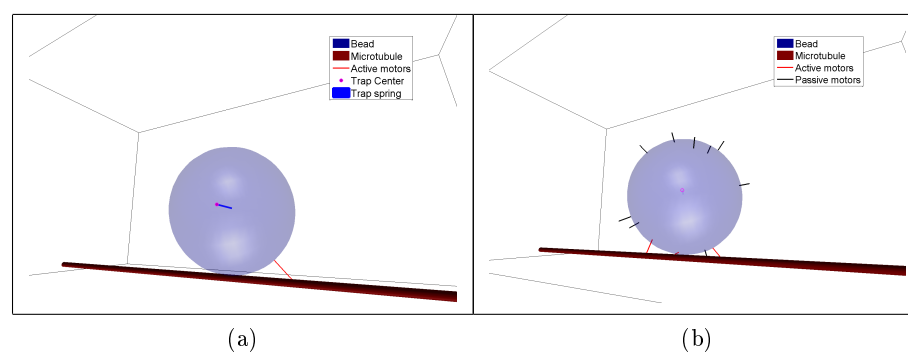 Bead
Microtubule
Active motors
Trap Center
Trap spring
Bead
Microtubule
Active motors
Passive motors
(a)
(b)